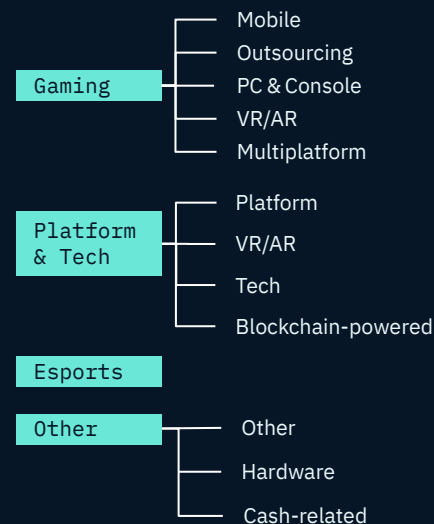 Gaming
Mobile
Outsourcing
PC & Console
VR/AR
Multiplatform
Platform
& Tech
Platform
VR/AR
Tech
Blockchain-powered
Esports
Other
Other
Hardware
Cash-related